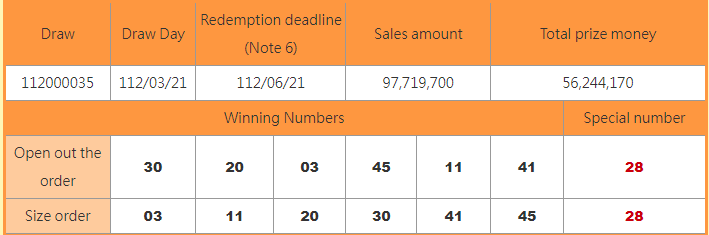 Draw Draw Day Redemption deadline (Note 6) Sales amount Total prize money
112000035 112/03/21 112/06/21 97,719,700 56,244,170
Winning Numbers Special number
Open out the order 30 20 03 45 11 41 28
Size order 03 11 20 30 41 45 28